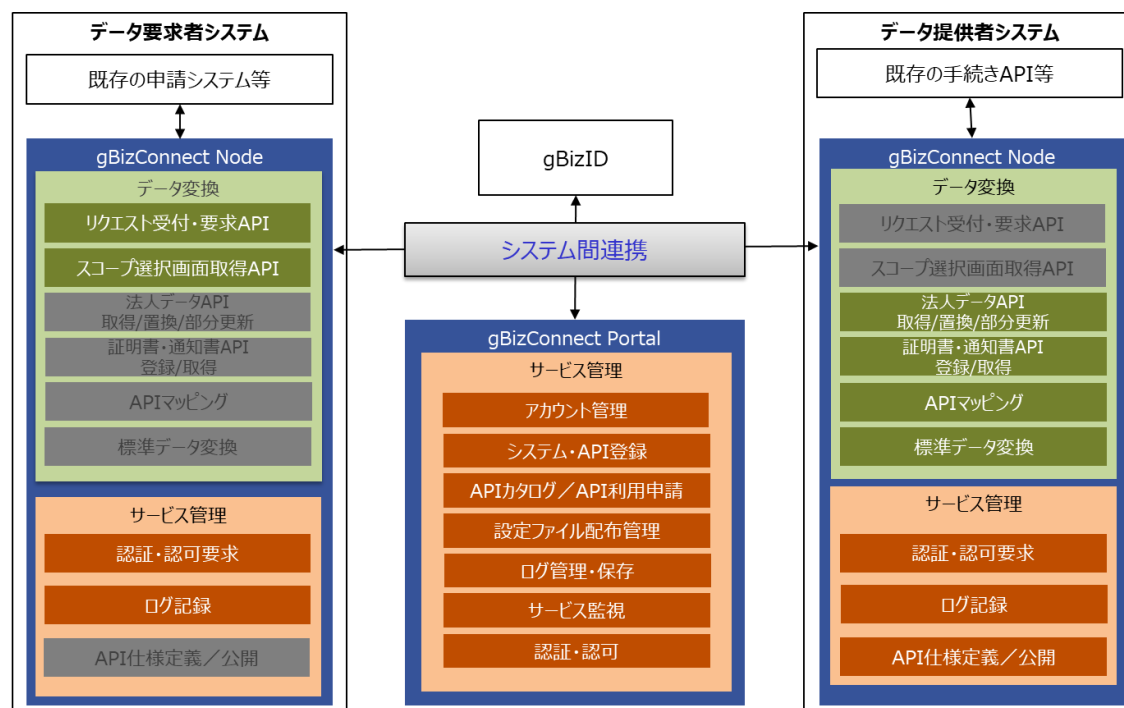 データ要求者システム
既存の申請システム等
gBizConnect Node
データ変換
リクエスト受付・要求API
スコープ選択画面取得API
法人データAPI
取得/置換/部分更新
証明書・通知書API
登録/取得
APIマッピング
標準データ変換
サービス管理
認証・認可要求
ログ記録
API仕様定義／公開
gBizID
システム間連携
gBizConnect Portal
サービス管理
アカウント管理
システム・API登録
APIカタログ／API利用申請
設定ファイル配布管理
ログ管理・保存
サービス監視
認証・認可
データ提供者システム
既存の手続きAPI等
gBizConnect Node
データ変換
リクエスト受付・要求API
スコープ選択画面取得API
法人データAPI
取得/置換/部分更新
証明書・通知書API
登録/取得
APIマッピング
標準データ変換
サービス管理
認証・認可要求
ログ記録
API仕様定義／公開